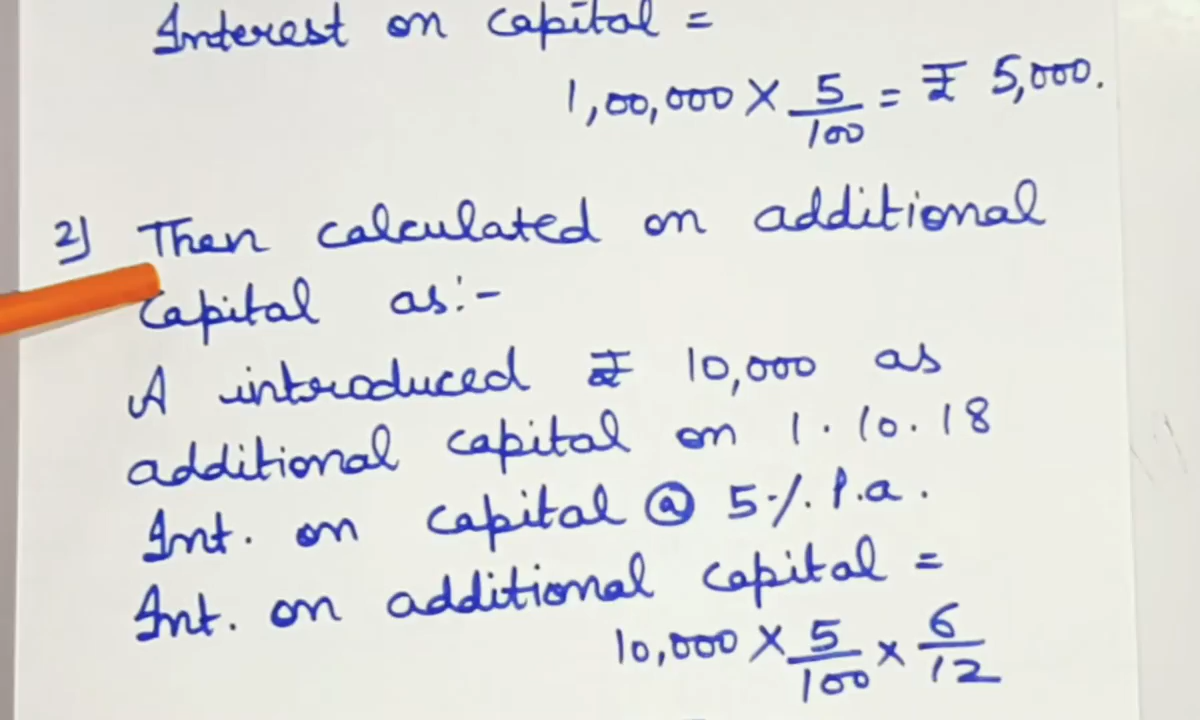 Interest on capital =
1,00,000 × 5/100 = ₹ 5,000.
2) Then calculated on additional
capital as:-
A introduced ₹ 10,000 as
additional capital on 1.10.18
Int. on capital @ 5% P.a.
Int. on additional capital =
10,000 × 5/100 × 6/12